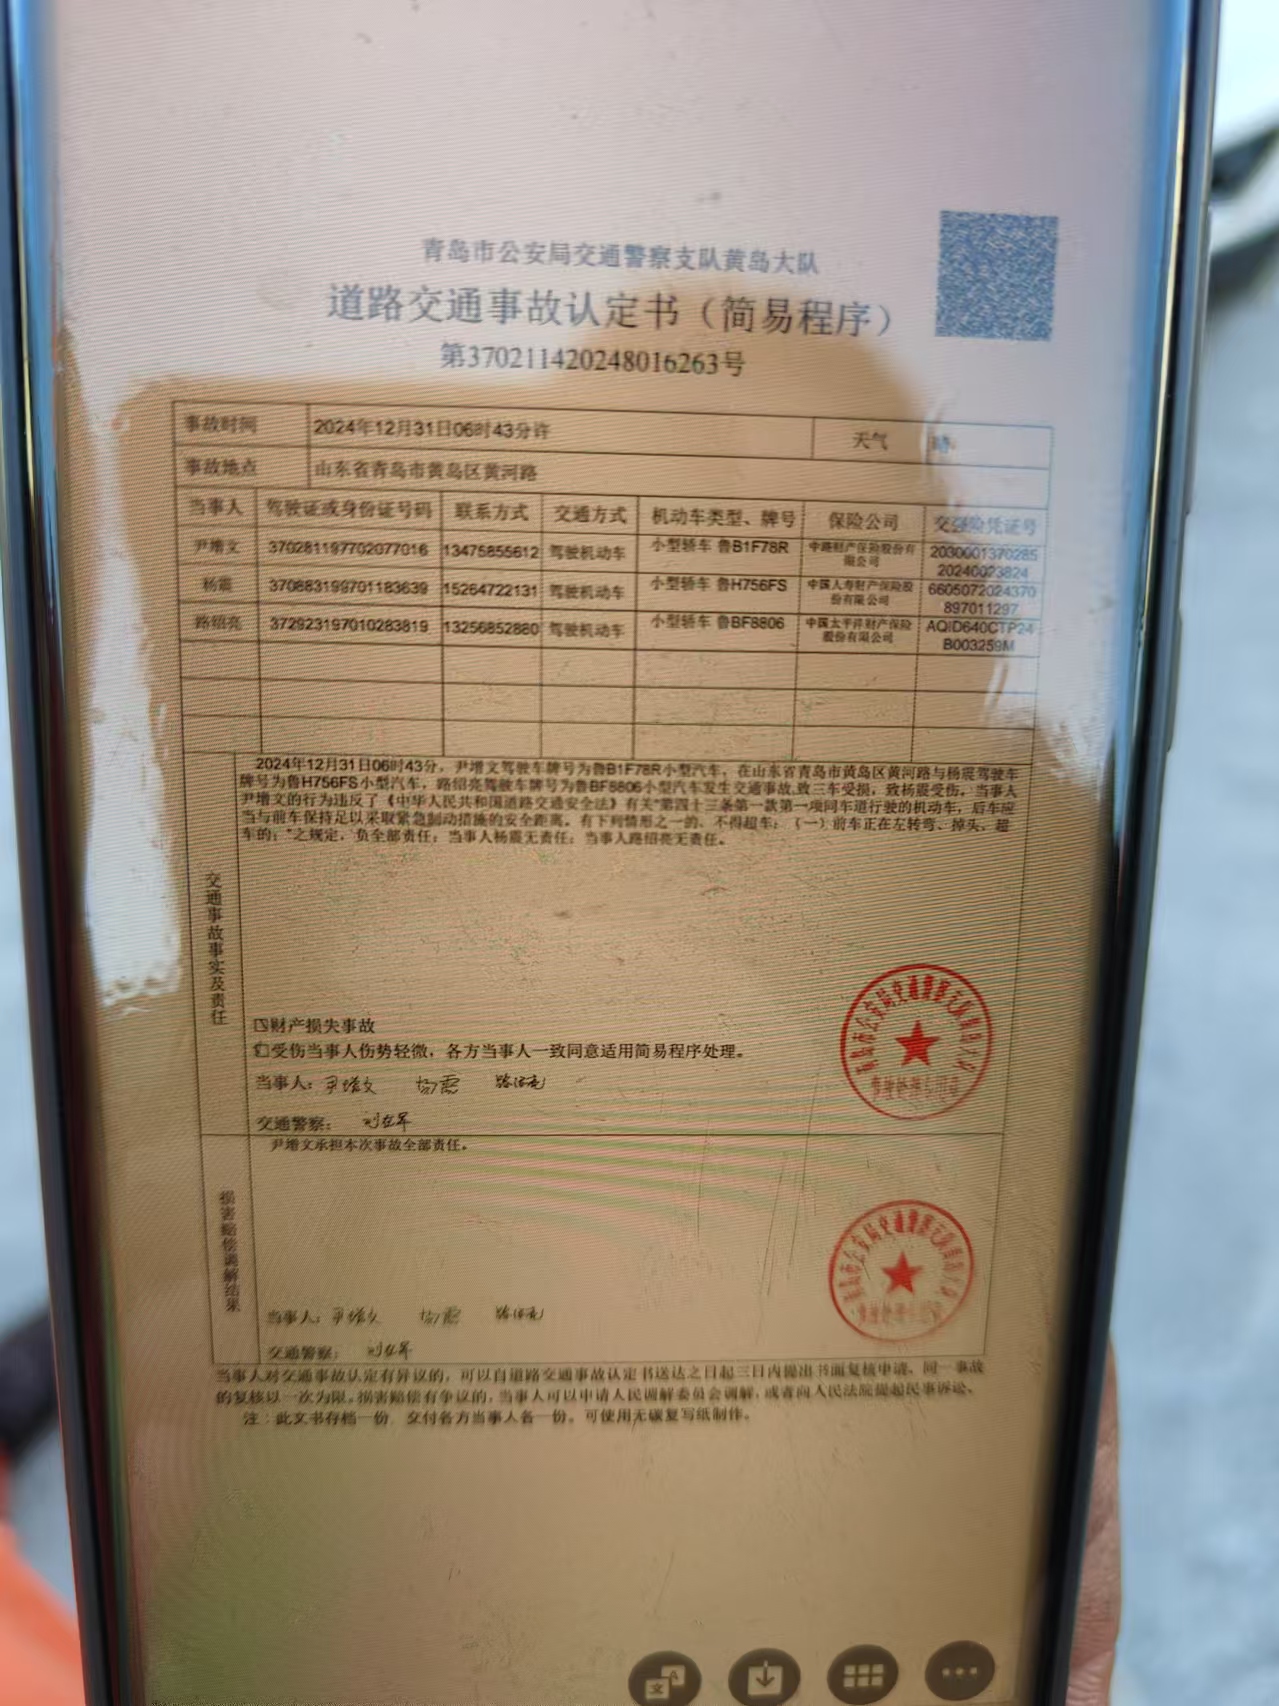 青岛市公安局交通警察支队黄岛大队
道路交通事故认定书（简易程序）
第370211420248016263号
事故时间 2024年12月31日06时43分许 天气 晴
事故地点 山东省青岛市黄岛区黄河路
当事人 驾驶证或身份证号码 联系方式 交通方式 机动车类型、牌号 保险公司 交强险凭证号
尹增文 370281197702077016 13475855612 驾驶机动车 小型轿车 鲁B1F78R 中路财产保险股份有限公司 203000137028520240023824
杨震 370883199701183639 15264722131 驾驶机动车 小型轿车 鲁H756FS 中国人寿财产保险股份有限公司 6605072024370897011297
路绍亮 372923197010283819 13256852880 驾驶机动车 小型轿车 鲁BF8806 中国太平洋财产保险股份有限公司 AQID640CTP24B003259M
交通事故事实及责任
2024年12月31日06时43分，尹增文驾驶车牌号为鲁B1F78R小型汽车，在山东省青岛市黄岛区黄河路与杨震驾驶车
牌号为鲁H756FS小型汽车，路绍亮驾驶车牌号为鲁BF8806小型汽车发生交通事故,致三车受损，致杨震受伤，当事人
尹增文的行为违反了《中华人民共和国道路交通安全法》有关“第四十三条第一款第一项同车道行驶的机动车，后车应
当与前车保持足以采取紧急制动措施的安全距离。有下列情形之一的，不得超车：（一）前车正在左转弯、掉头、超
车的；”之规定，负全部责任；当事人杨震无责任；当事人路绍亮无责任。
财产损失事故
受伤当事人伤势轻微，各方当事人一致同意适用简易程序处理。
当事人：尹增文 杨震 路绍亮
交通警察：
损害赔偿调解结果
尹增文承担本次事故全部责任。
当事人：尹增文 杨震 路绍亮
交通警察：
当事人对交通事故认定有异议的，可以自道路交通事故认定书送达之日起三日内提出书面复核申请。同一事故
的复核以一次为限。损害赔偿有争议的，当事人可以申请人民调解委员会调解，或者向人民法院提起民事诉讼。
注：此文书存档一份，交付各方当事人各一份。可使用无碳复写纸制作。